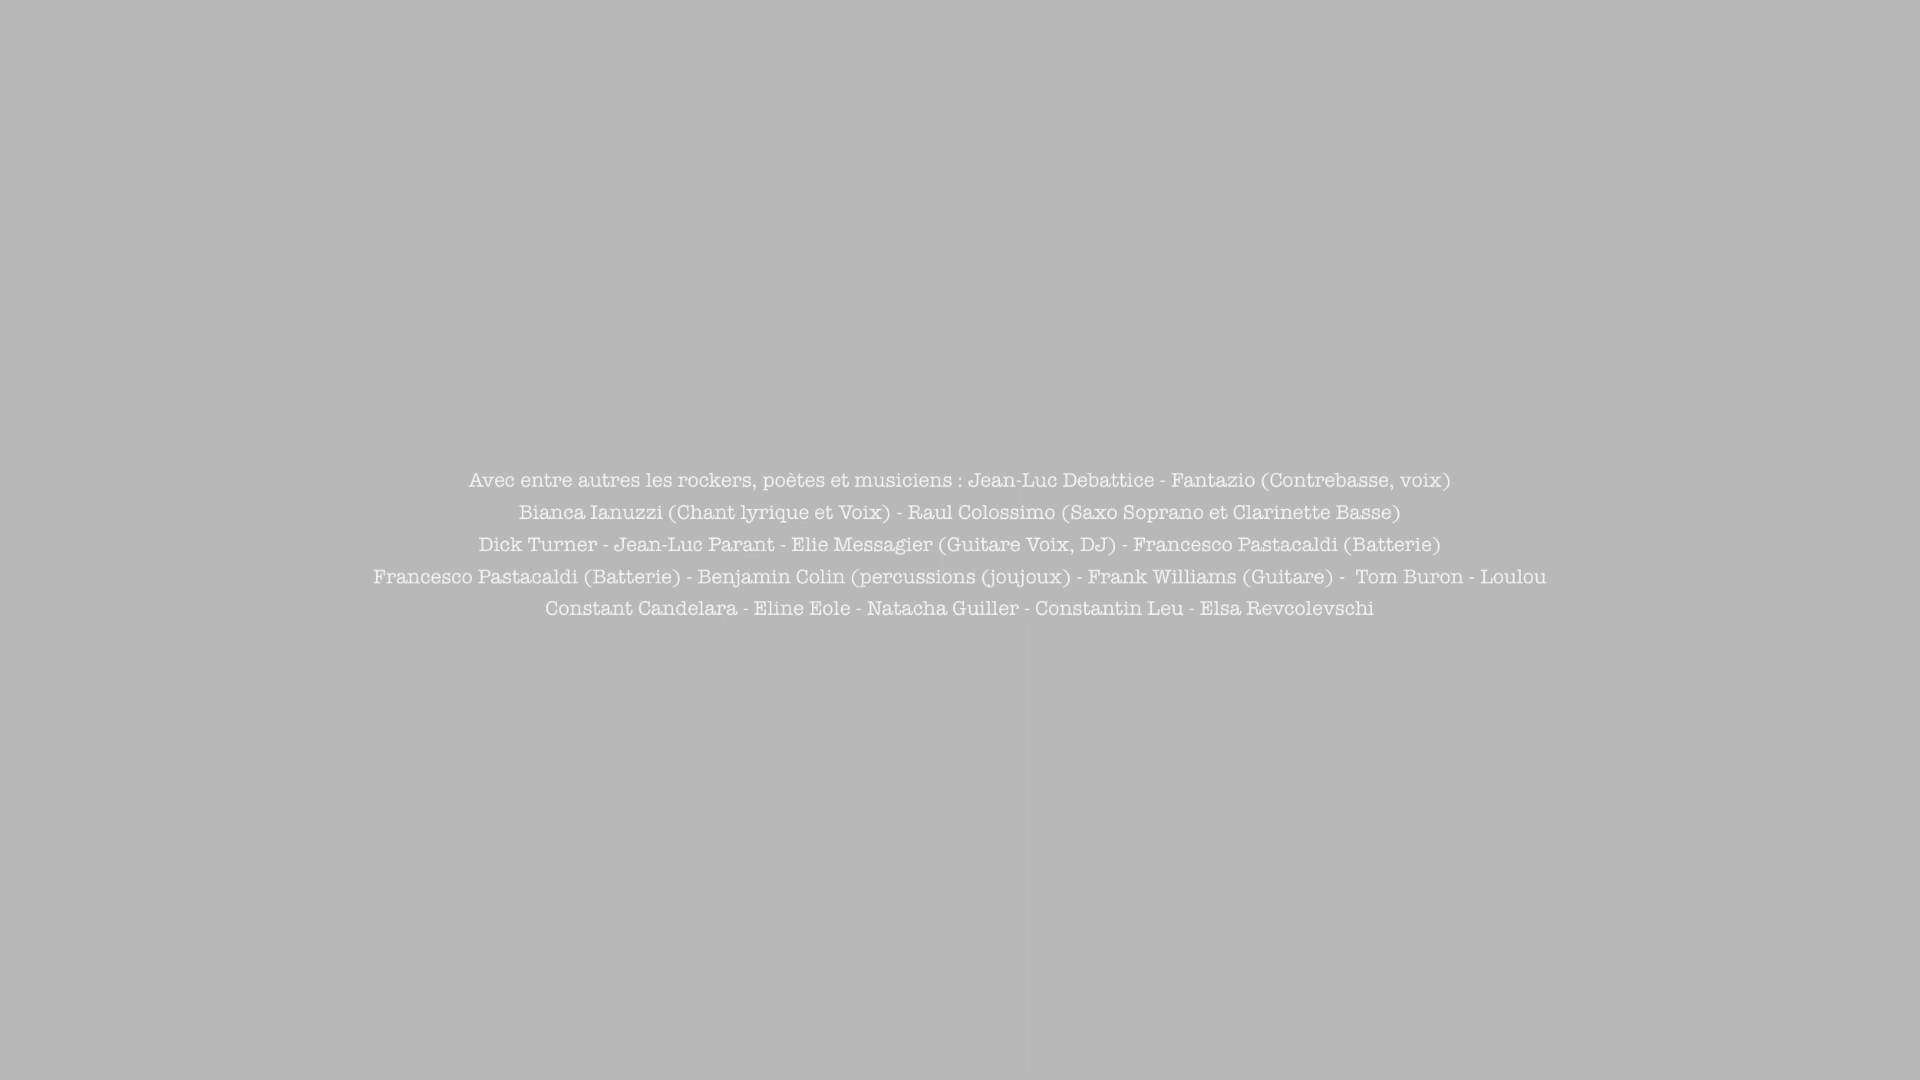 Avec entre autres les rockers, poètes et musiciens : Jean-Luc Debattice - Fantazio (Contrebasse, voix)
Bianca Ianuzzi (Chant lyrique et Voix) - Raul Colossimo (Saxo Soprano et Clarinette Basse)
Dick Turner - Jean-Luc Parant - Elie Messagier (Guitare Voix, DJ) - Francesco Pastacaldi (Batterie)
Francesco Pastacaldi (Batterie) - Benjamin Colin (percussions (joujoux) - Frank Williams (Guitare) -  Tom Buron - Loulou
Constant Candelara - Eline Eole - Natacha Guiller - Constantin Leu - Elsa Revcolevschi